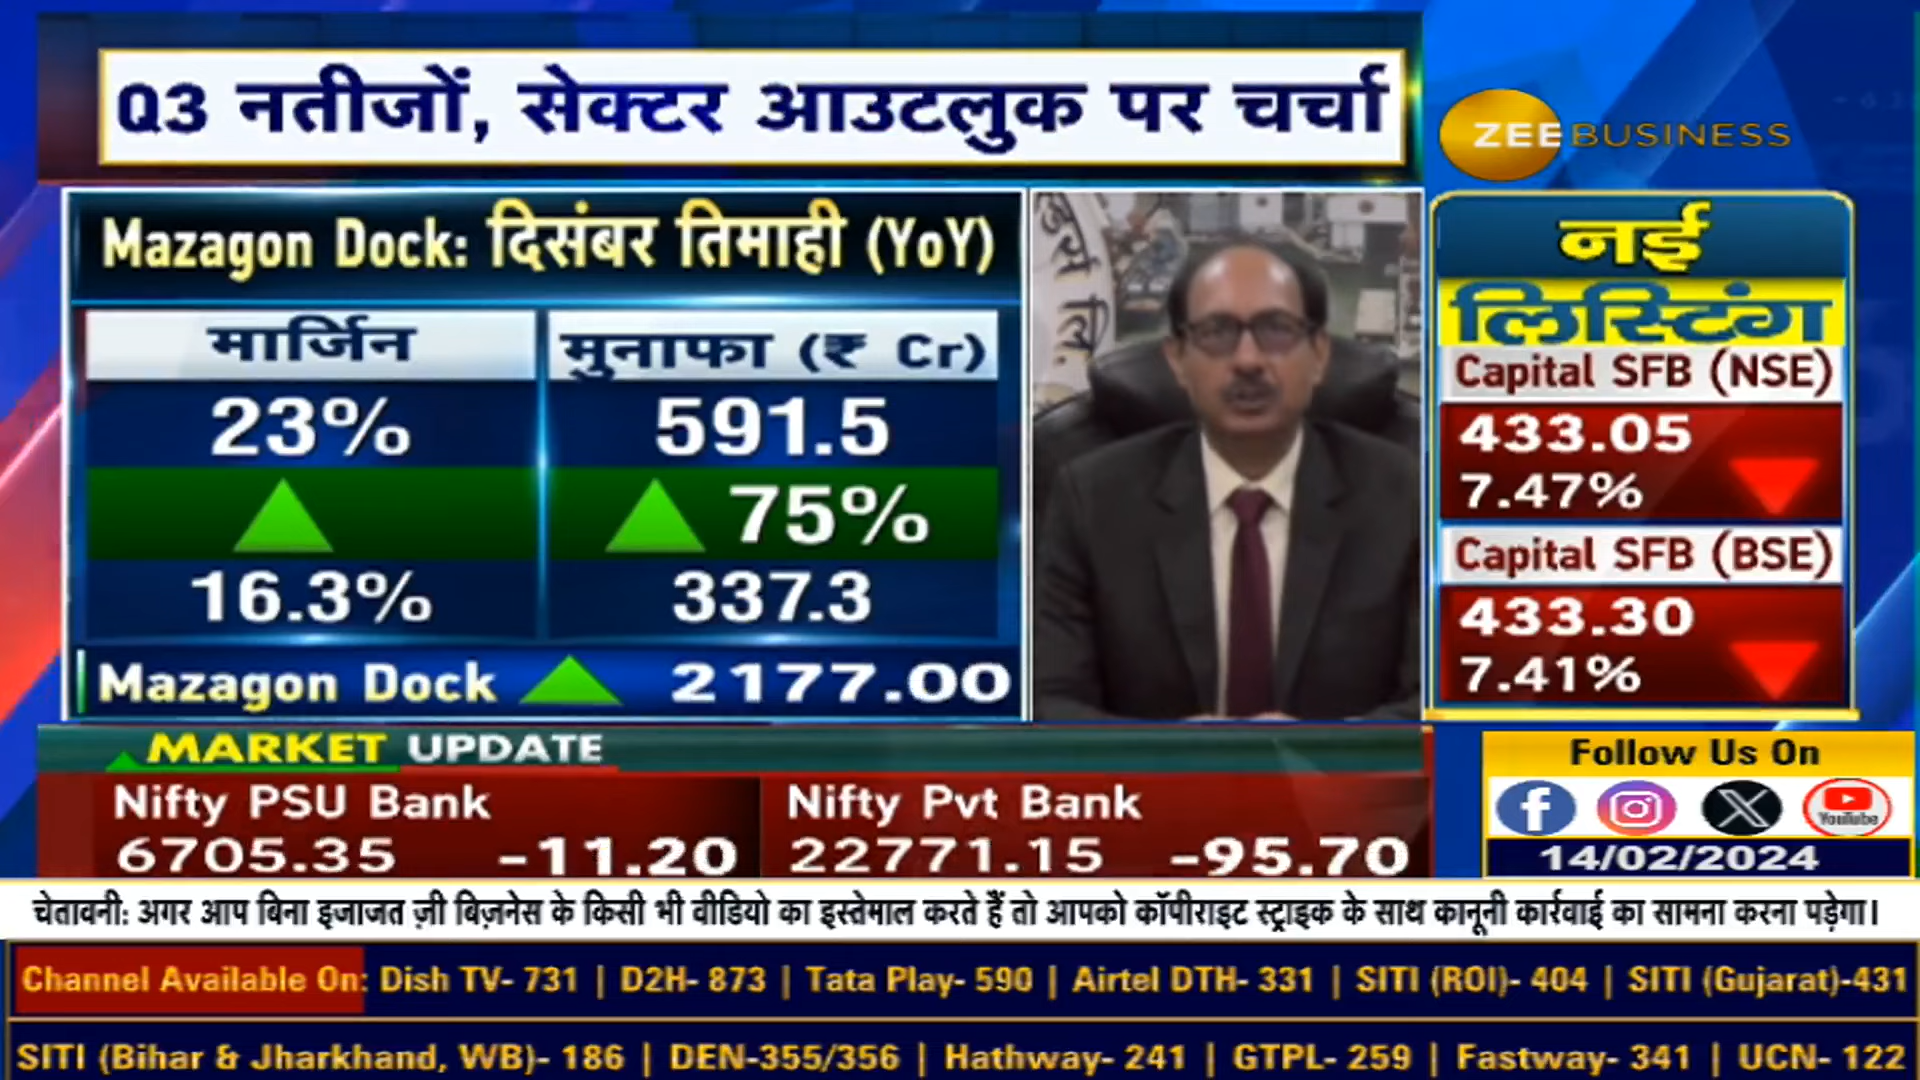 Q3 नतीजों, सेक्टर आउटलुक पर चर्चा
ZEE BUSINESS
Mazagon Dock: दिसंबर तिमाही (YoY)
मार्जिन मुनाफा (₹ Cr)
23% 591.5
75%
16.3% 337.3
Mazagon Dock 2177.00
लि.
नई
लिस्टिंग
Capital SFB (NSE)
433.05
7.47%
Capital SFB (BSE)
433.30
7.41%
MARKET UPDATE
Nifty PSU Bank Nifty Pvt Bank
6705.35 -11.20 22771.15 -95.70
Follow Us On
YouTube
14/02/2024
चेतावनी: अगर आप बिना इजाजत ज़ी बिज़नेस के किसी भी वीडियो का इस्तेमाल करते हैं तो आपको कॉपीराइट स्ट्राइक के साथ कानूनी कार्रवाई का सामना करना पड़ेगा।
Channel Available On: Dish TV- 731 | D2H- 873 | Tata Play- 590 | Airtel DTH- 331 | SITI (ROI)- 404 | SITI (Gujarat)-431
SITI (Bihar & Jharkhand, WB)- 186 | DEN-355/356 | Hathway- 241 | GTPL- 259 | Fastway- 341 | UCN- 122